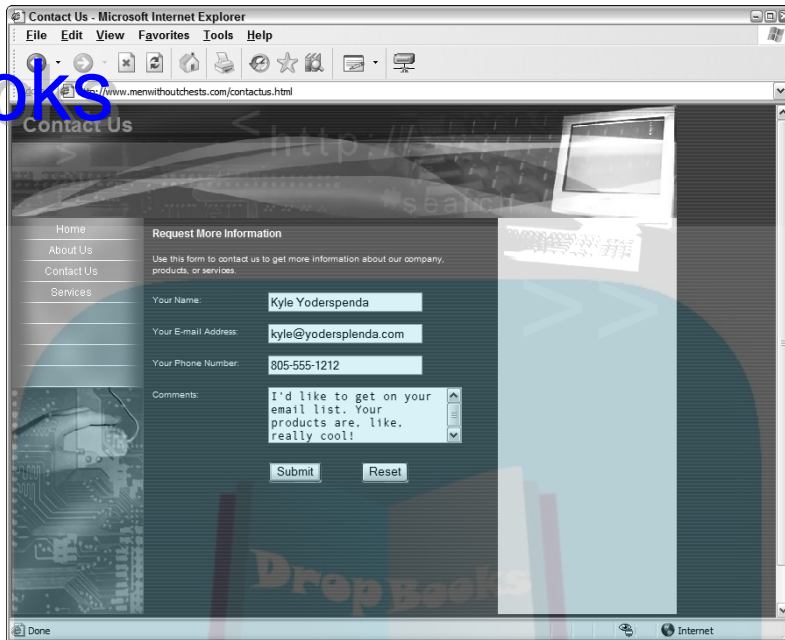 Contact Us - Microsoft Internet Explorer
File Edit View Favorites Tools Help
oks
http://www.menwithoutchests.com/contactus.html
Contact Us
< http://
> #search
Home
About Us
Contact Us
Services
Request More Information
Use this form to contact us to get more information about our company,
products, or services.
Your Name: Kyle Yoderspenda
Your E-mail Address: kyle@yodersplenda.com
Your Phone Number: 805-555-1212
Comments: I'd like to get on your
email list. Your
products are, like,
really cool!
Submit Reset
>>
DropBooks
Done Internet